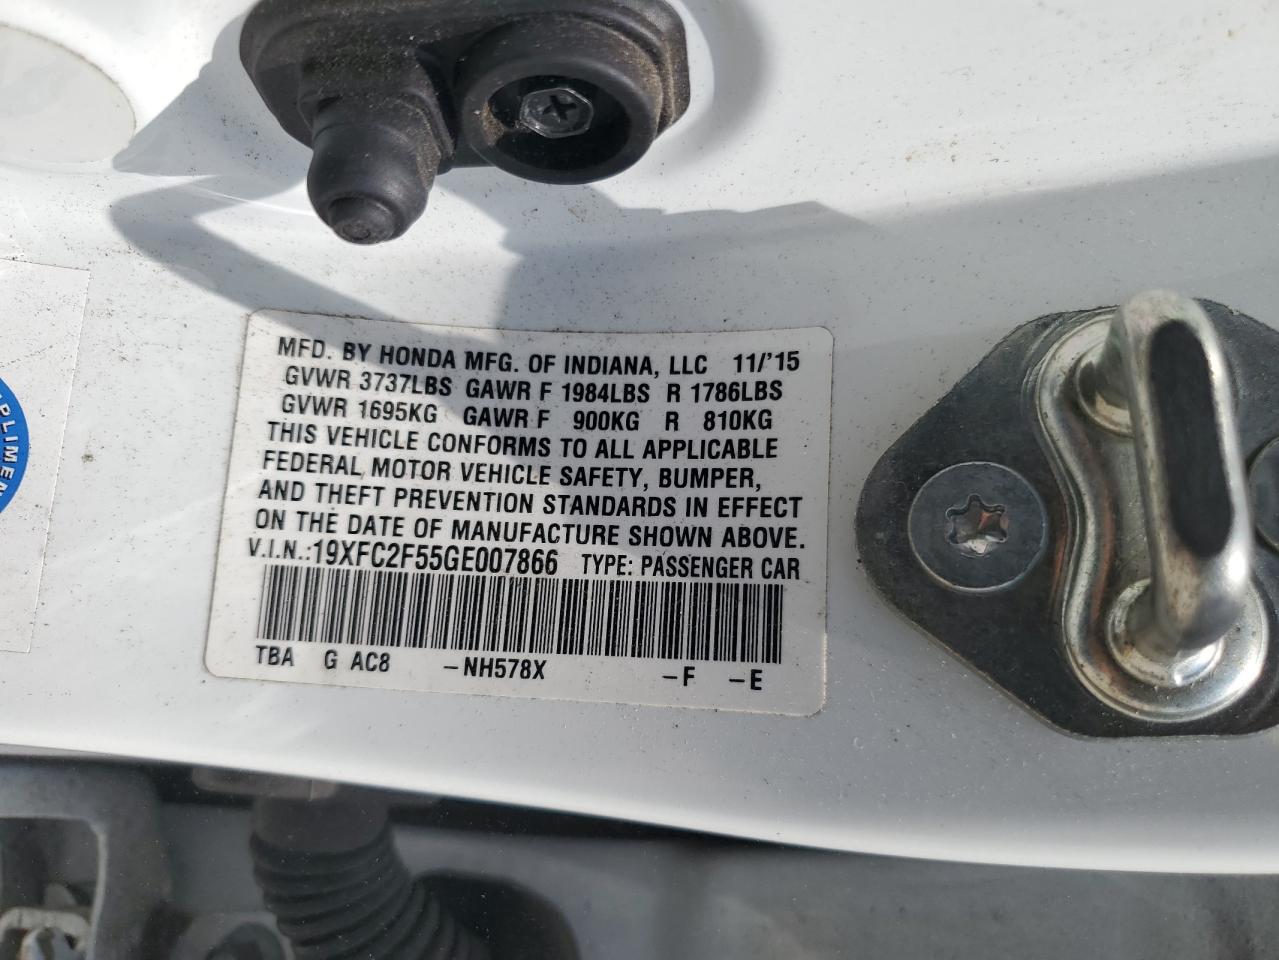 MFD. BY HONDA MFG. OF INDIANA, LLC 11/'15
GVWR 3737LBS GAWR F 1984LBS R 1786LBS
GVWR 1695KG GAWR F 900KG R 810KG
THIS VEHICLE CONFORMS TO ALL APPLICABLE
FEDERAL MOTOR VEHICLE SAFETY, BUMPER,
AND THEFT PREVENTION STANDARDS IN EFFECT
ON THE DATE OF MANUFACTURE SHOWN ABOVE.
V.I.N.:19XFC2F55GE007866 TYPE: PASSENGER CAR
TBA G AC8 -NH578X -F -E